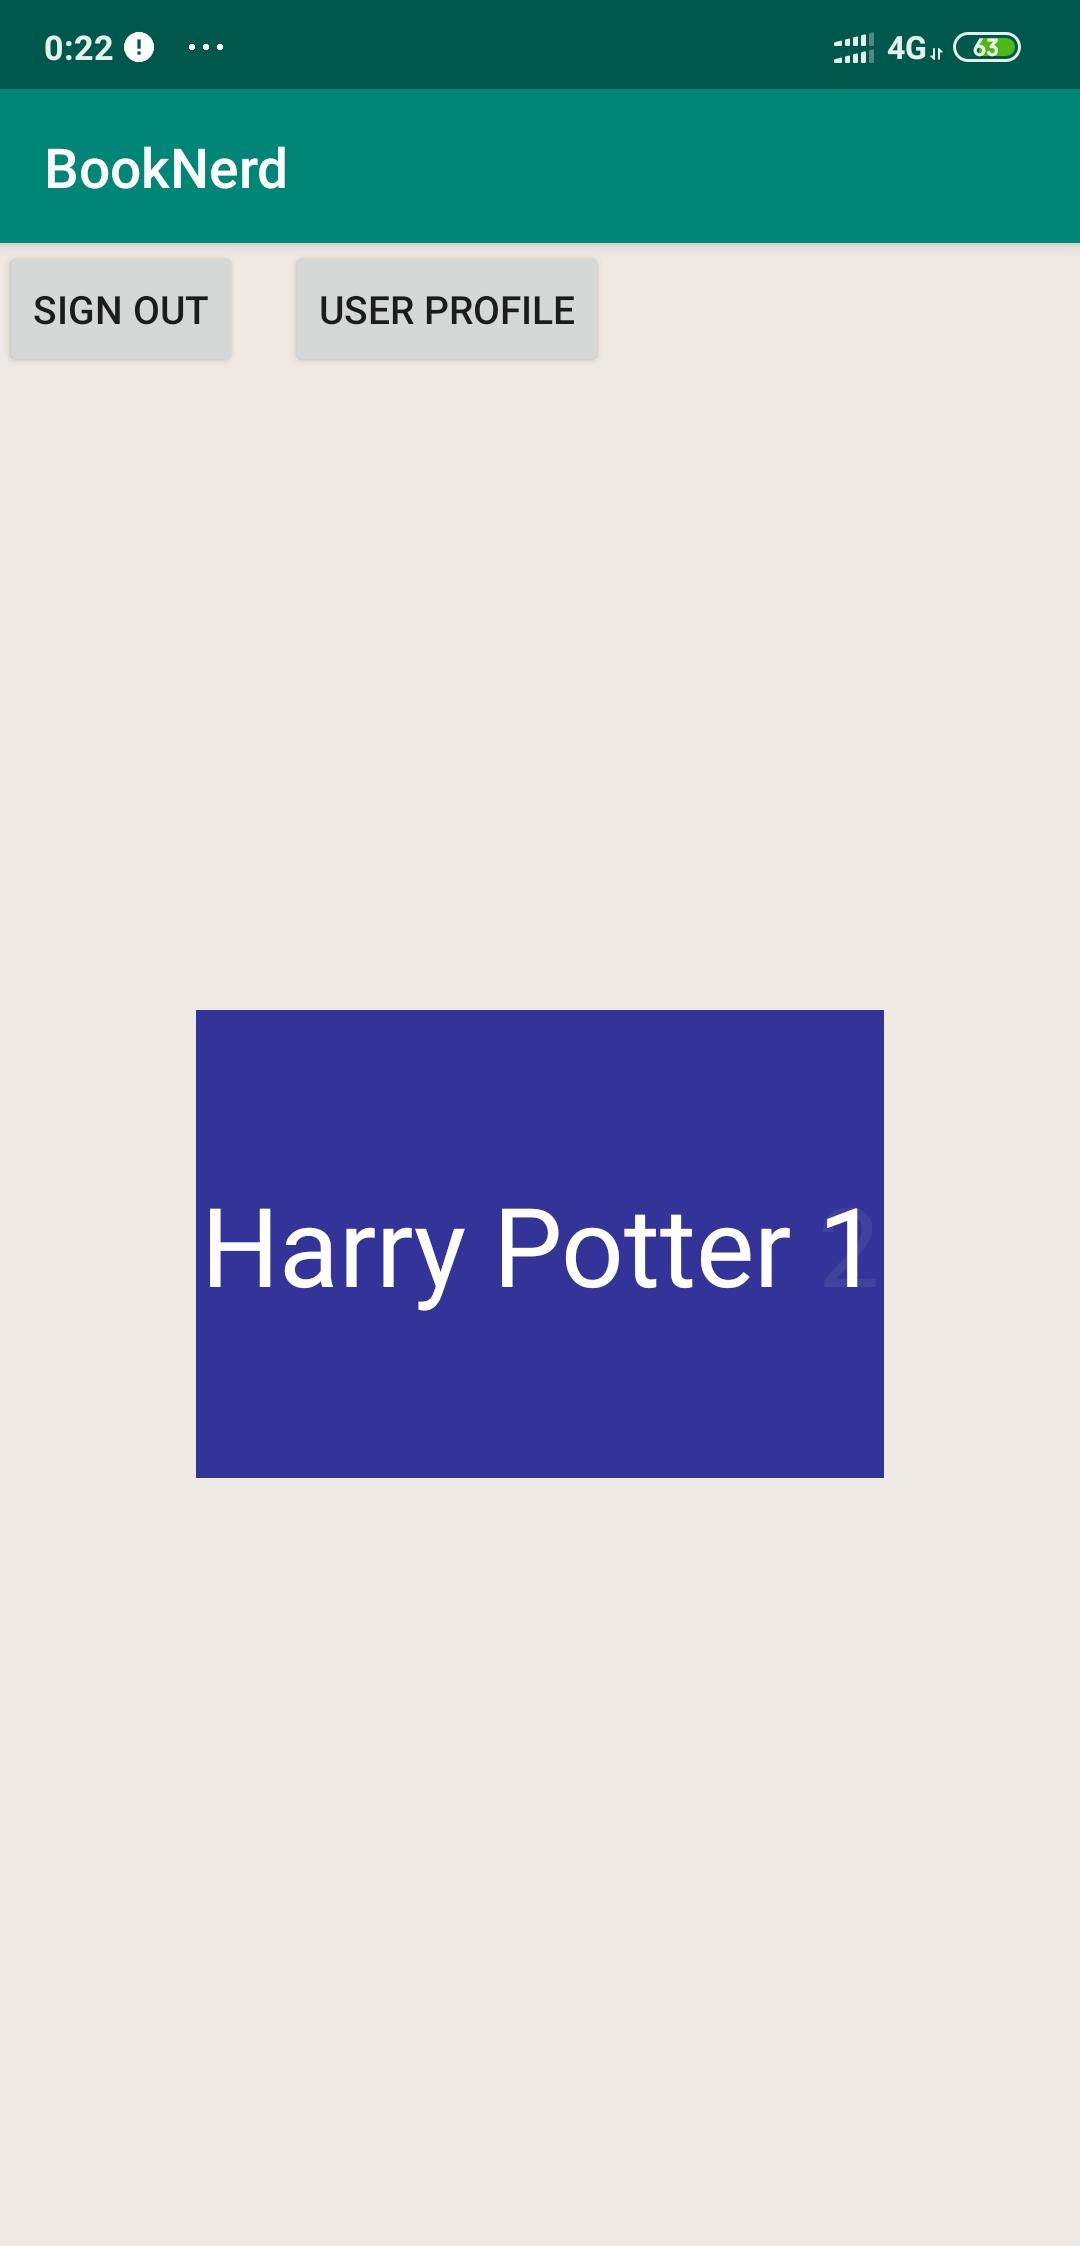 0:22 4G 63
BookNerd
SIGN OUT USER PROFILE
Harry Potter 1